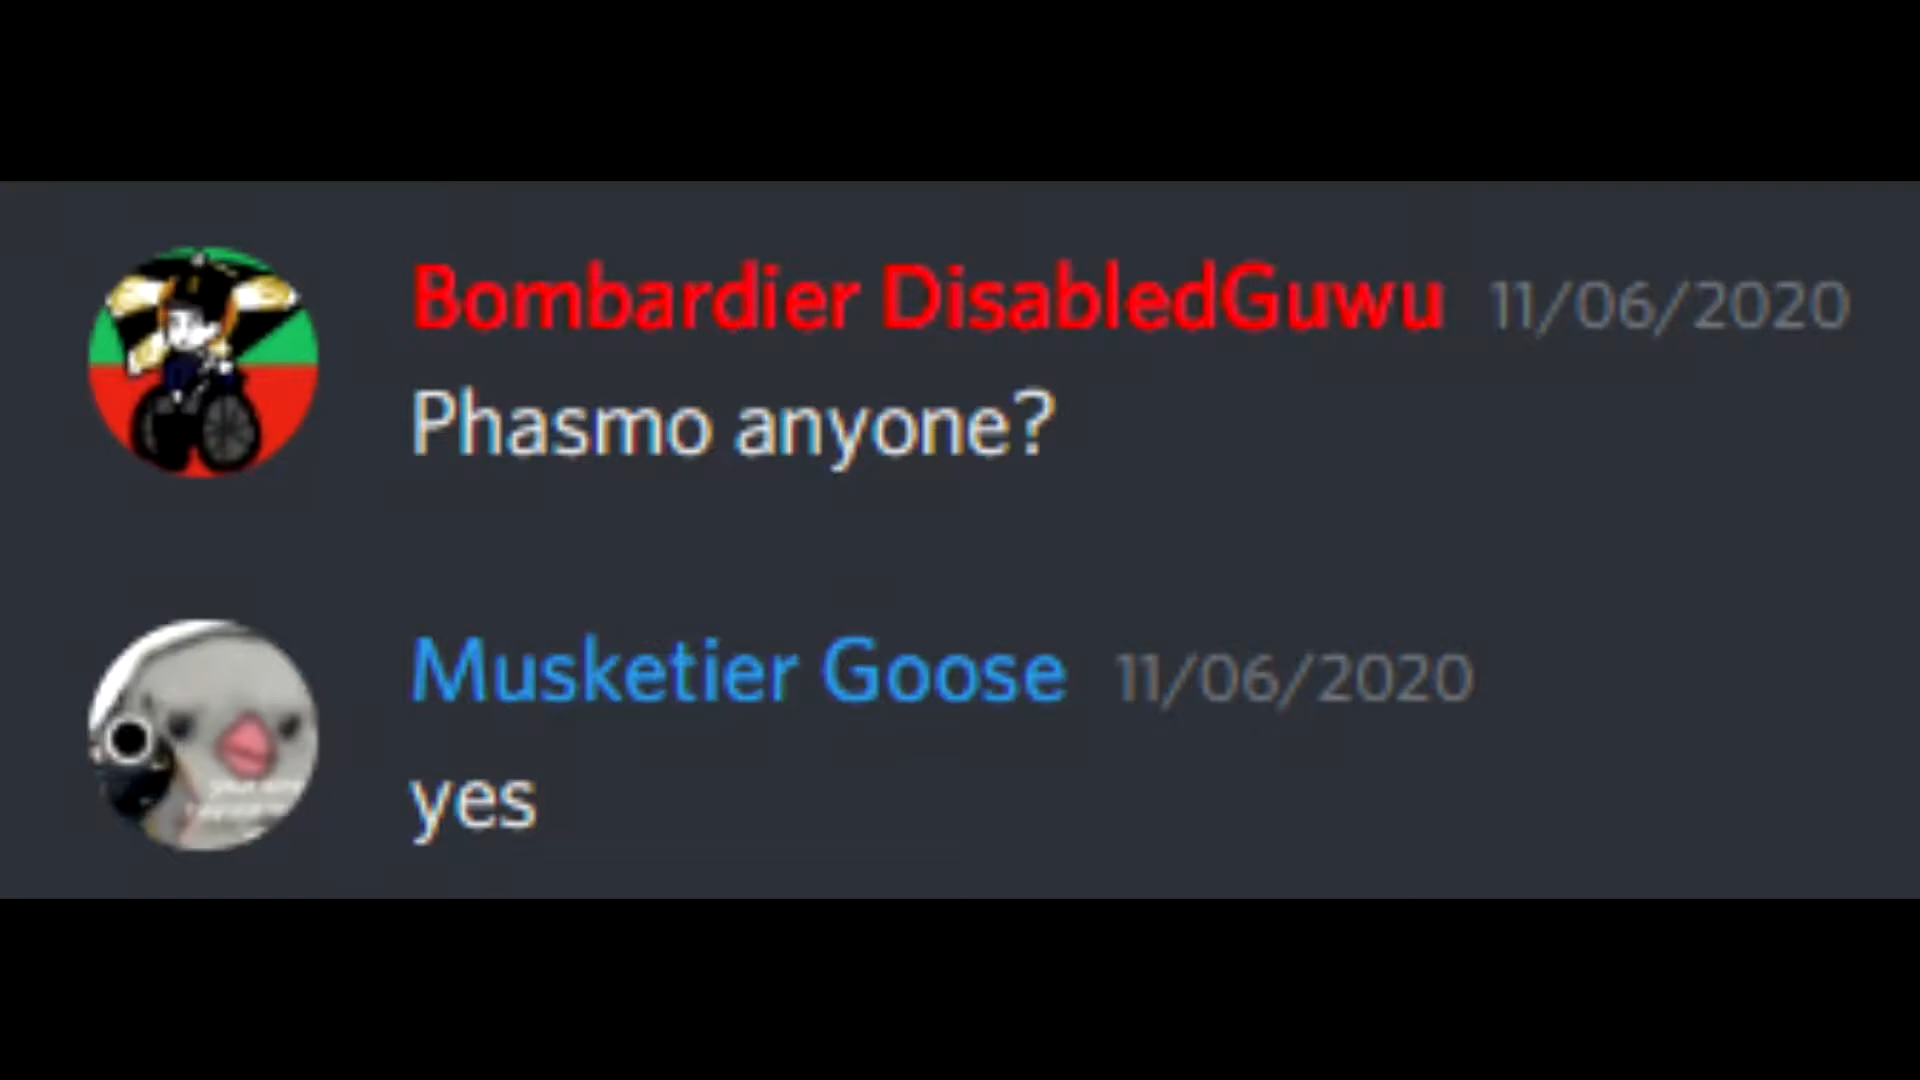 Bombardier DisabledGuwu 11/06/2020
Phasmo anyone?
Musketier Goose 11/06/2020
yes